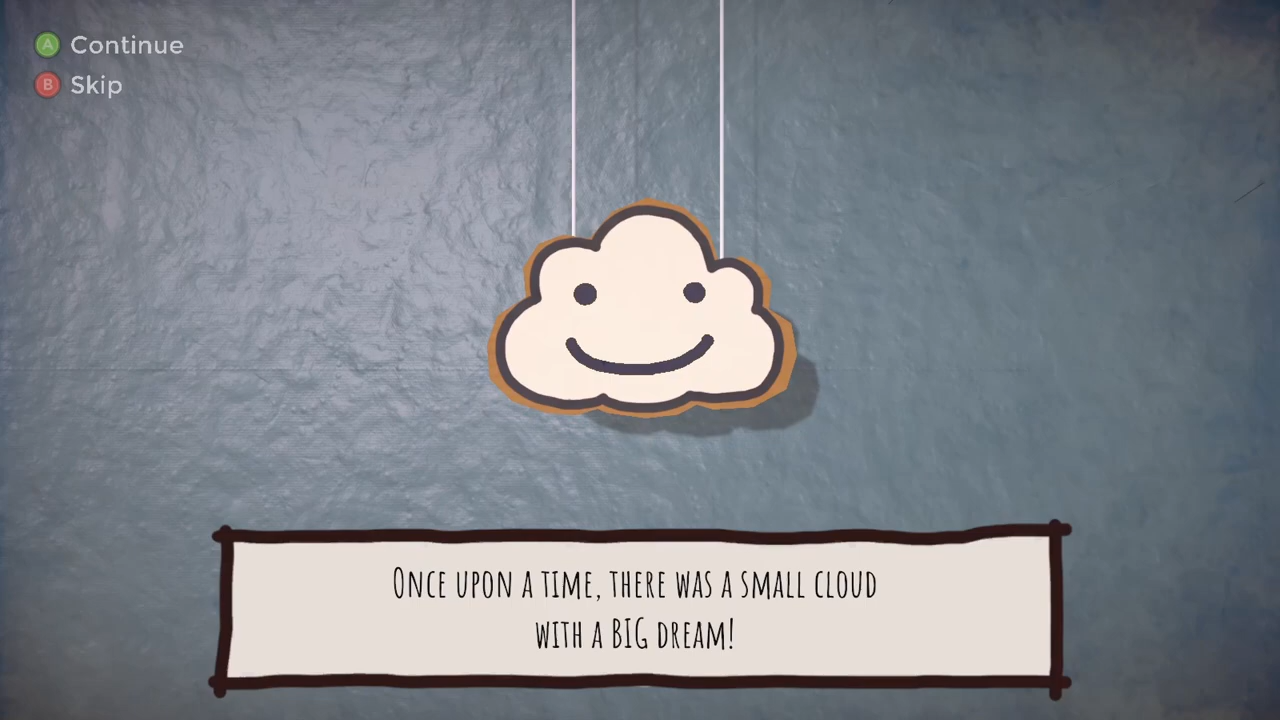 A Continue
B Skip
Once upon a time, there was a small cloud
with a BIG dream!